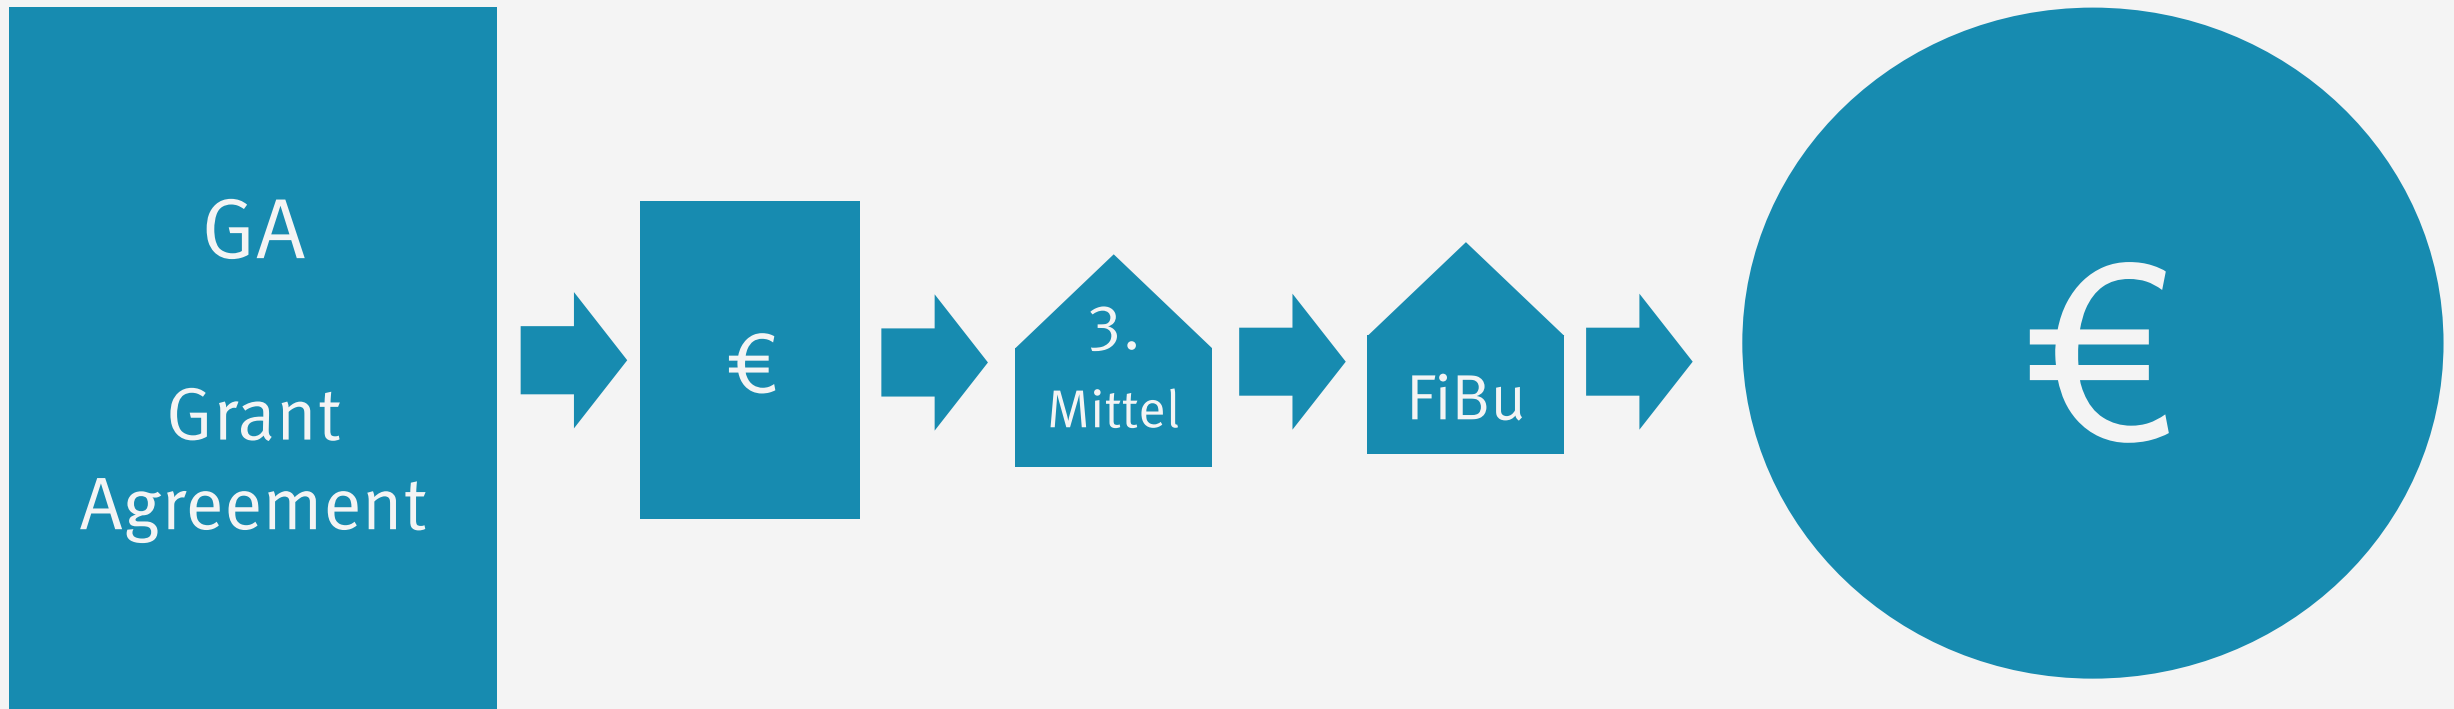 GA
Grant
Agreement
€
3.
Mittel
FiBu
€